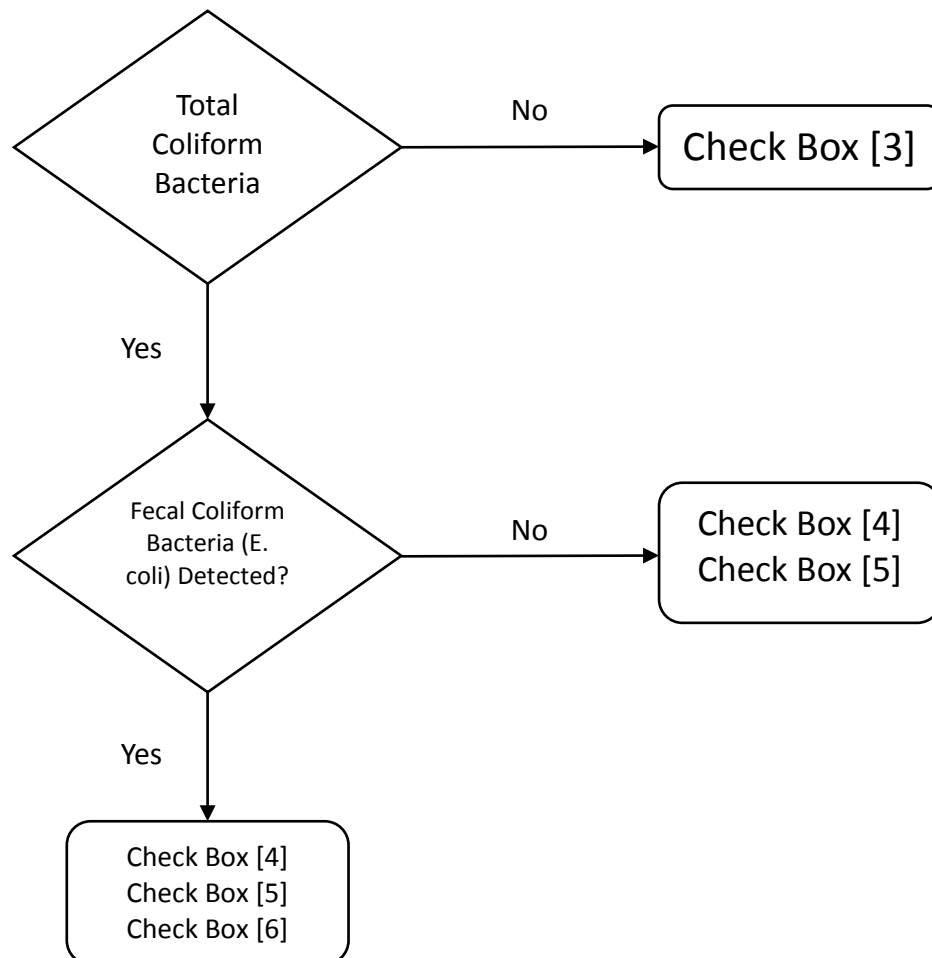 Total
Coliform
Bacteria
No
Check Box [3]
Yes
Fecal Coliform
Bacteria (E.
coli) Detected?
No
Check Box [4]
Check Box [5]
Yes
Check Box [4]
Check Box [5]
Check Box [6]